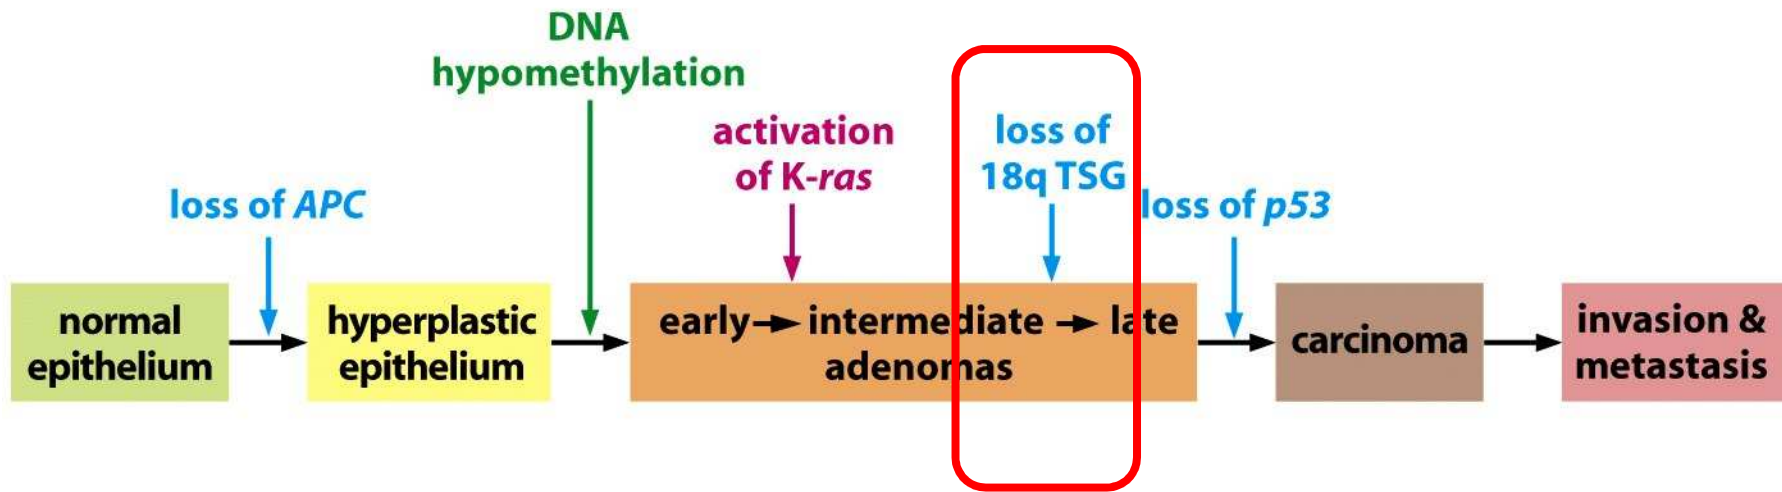 DNA
hypomethylation
activation
of K-ras
loss of
18q TSG
loss of APC
loss of p53
normal
epithelium
hyperplastic
epithelium
early intermediate late
adenomas
carcinoma
invasion &
metastasis